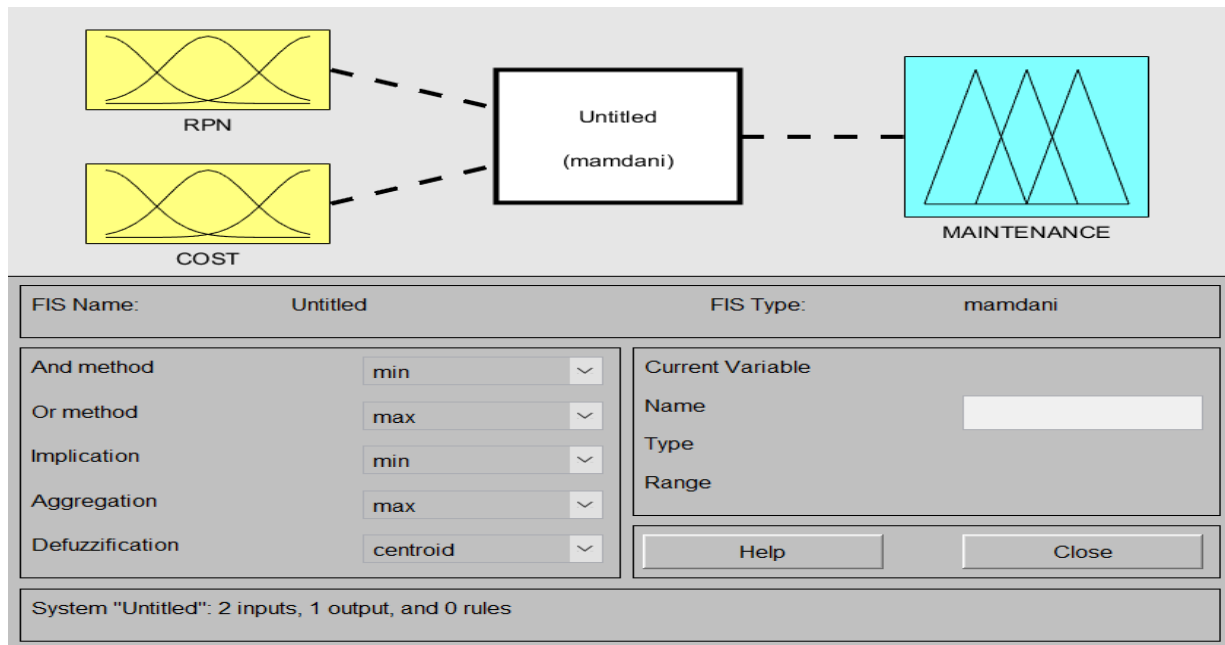 RPN
COST
Untitled
(mamdani)
MAINTENANCE
FIS Name: Untitled FIS Type: mamdani
And method min
Or method max
Implication min
Aggregation max
Defuzzification centroid
Current Variable
Name
Type
Range
Help Close
System "Untitled": 2 inputs, 1 output, and 0 rules